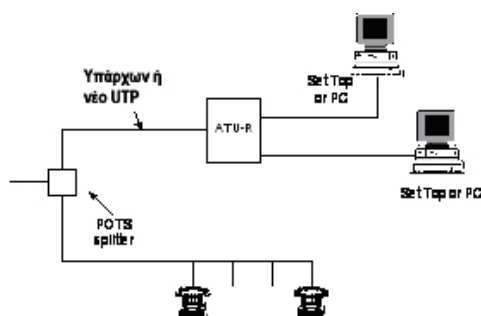 Υπάρχων ή
νέο UTP
Set Top
or PC
ATU-R
Set Top or PC
POTS
splitter